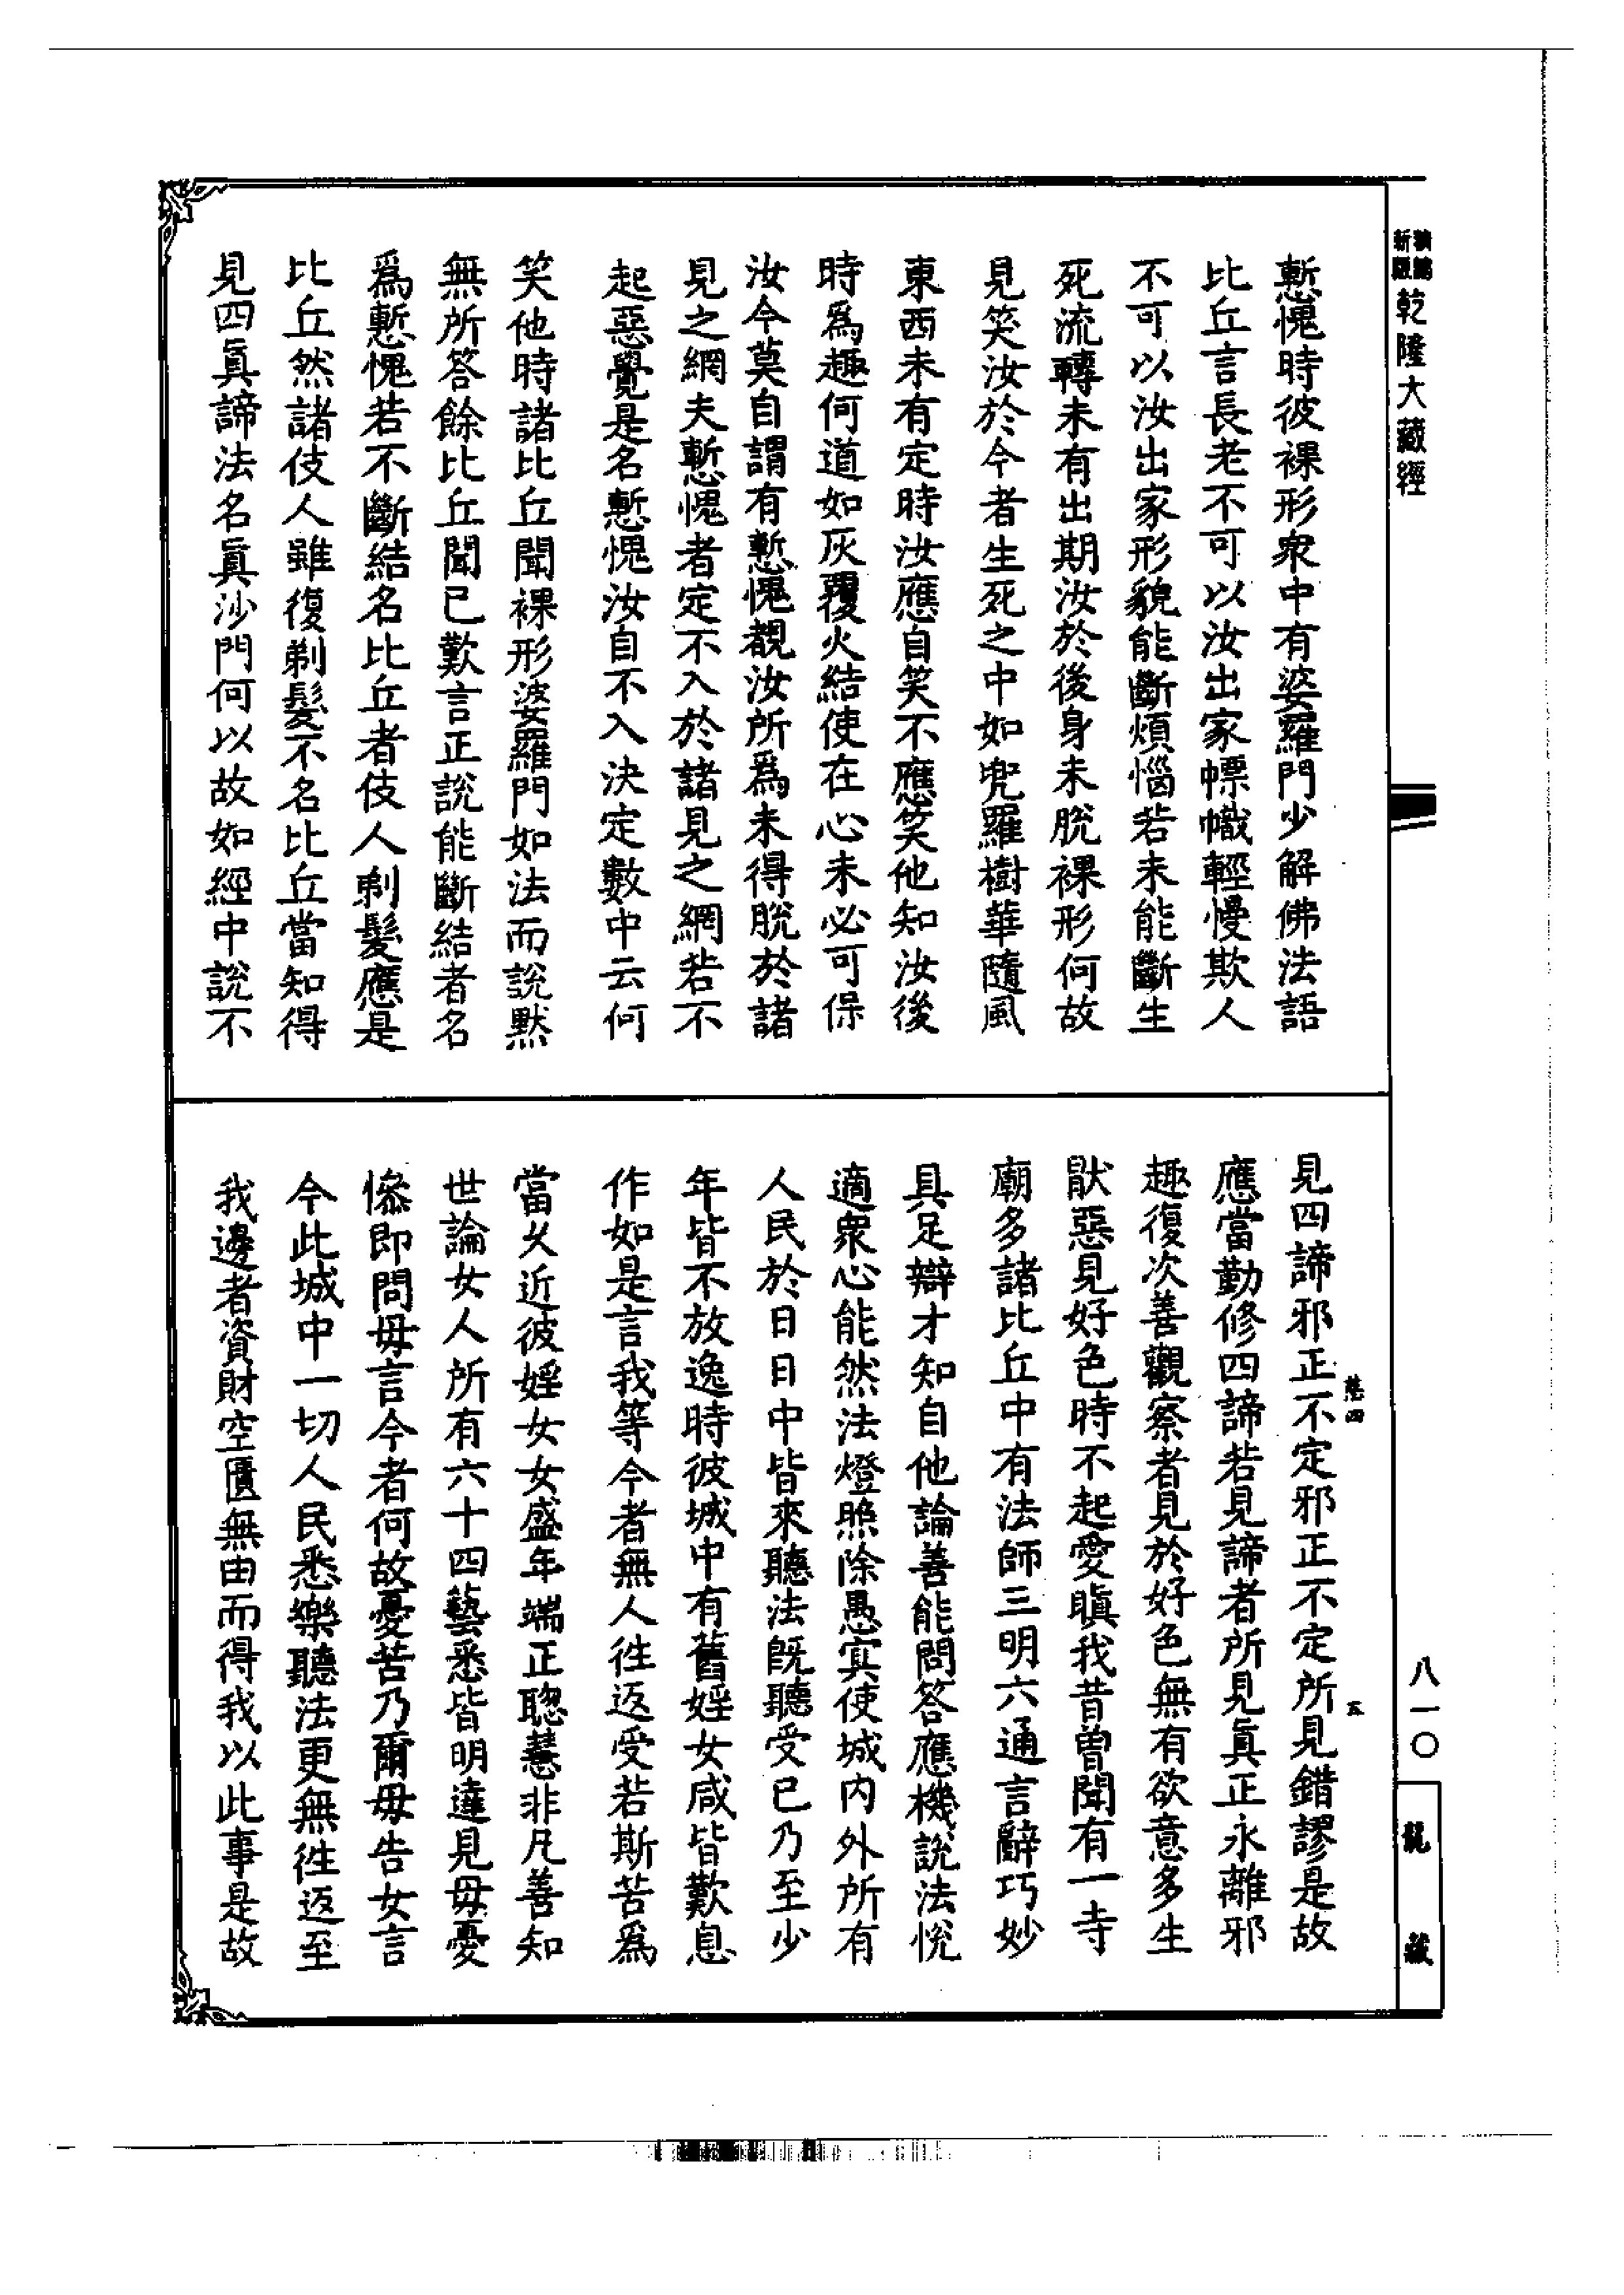 新版
乾隆大藏經
慙愧時彼裸形衆中有婆羅門少解佛法語
比丘言長老不可以汝出家幖幟輕慢欺人
不可以汝出家形貌能斷煩惱若未能斷生
死流轉未有出期汝於後身未脫裸形何故
見笑汝於今者生死之中如兜羅樹華隨風
東西未有定時汝應自笑不應笑他知汝後
時爲趣何道如灰覆火結使在心未必可保
汝今莫自謂有慙愧覩汝所爲未得脫於諸
見之網夫慙愧者定不入於諸見之網若不
起惡覺是名慙愧汝自不入決定數中云何
笑他時諸比丘聞裸形婆羅門如法而說默
無所答餘比丘聞已歎言正說能斷結者名
爲慙愧若不斷結名比丘者伎人剃髮應是
比丘然諸伎人雖復剃髮不名比丘當知得
見四眞諦法名眞沙門何以故如經中說不
見四諦邪正不定邪正不定所見錯謬是故
應當勤修四諦若見諦者所見眞正永離邪
趣復次善觀察者見於好色無有欲意多生
猒惡見好色時不起愛瞋我昔曾聞有一寺
廟多諸比丘中有法師三明六通言辭巧妙
具足辯才知自他論善能問答應機說法悅
適衆心能然法燈照除愚冥使城內外所有
人民於日日中皆來聽法既聽受已乃至少
年皆不放逸時彼城中有舊婬女咸皆歎息
作如是言我等今者無人徃返受若斯苦爲
當乆近彼婬女女盛年端正聦慧非凡善知
世論女人所有六十四藝悉皆明達見母憂
慘即問母言今者何故憂苦乃爾母告女言
今此城中一切人民悉樂聽法更無徃返至
我邊者資財空匱無由而得我以此事是故
四
五
八一〇
龍藏